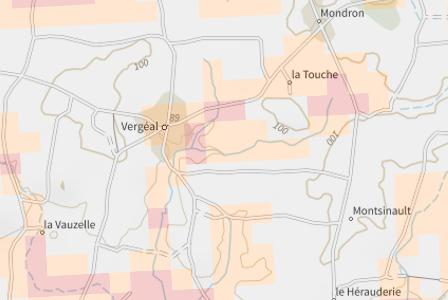 Mondron
100
la Touche
89
Vergéal
100
100
Montsinault
la Vauzelle
le Hérauderie